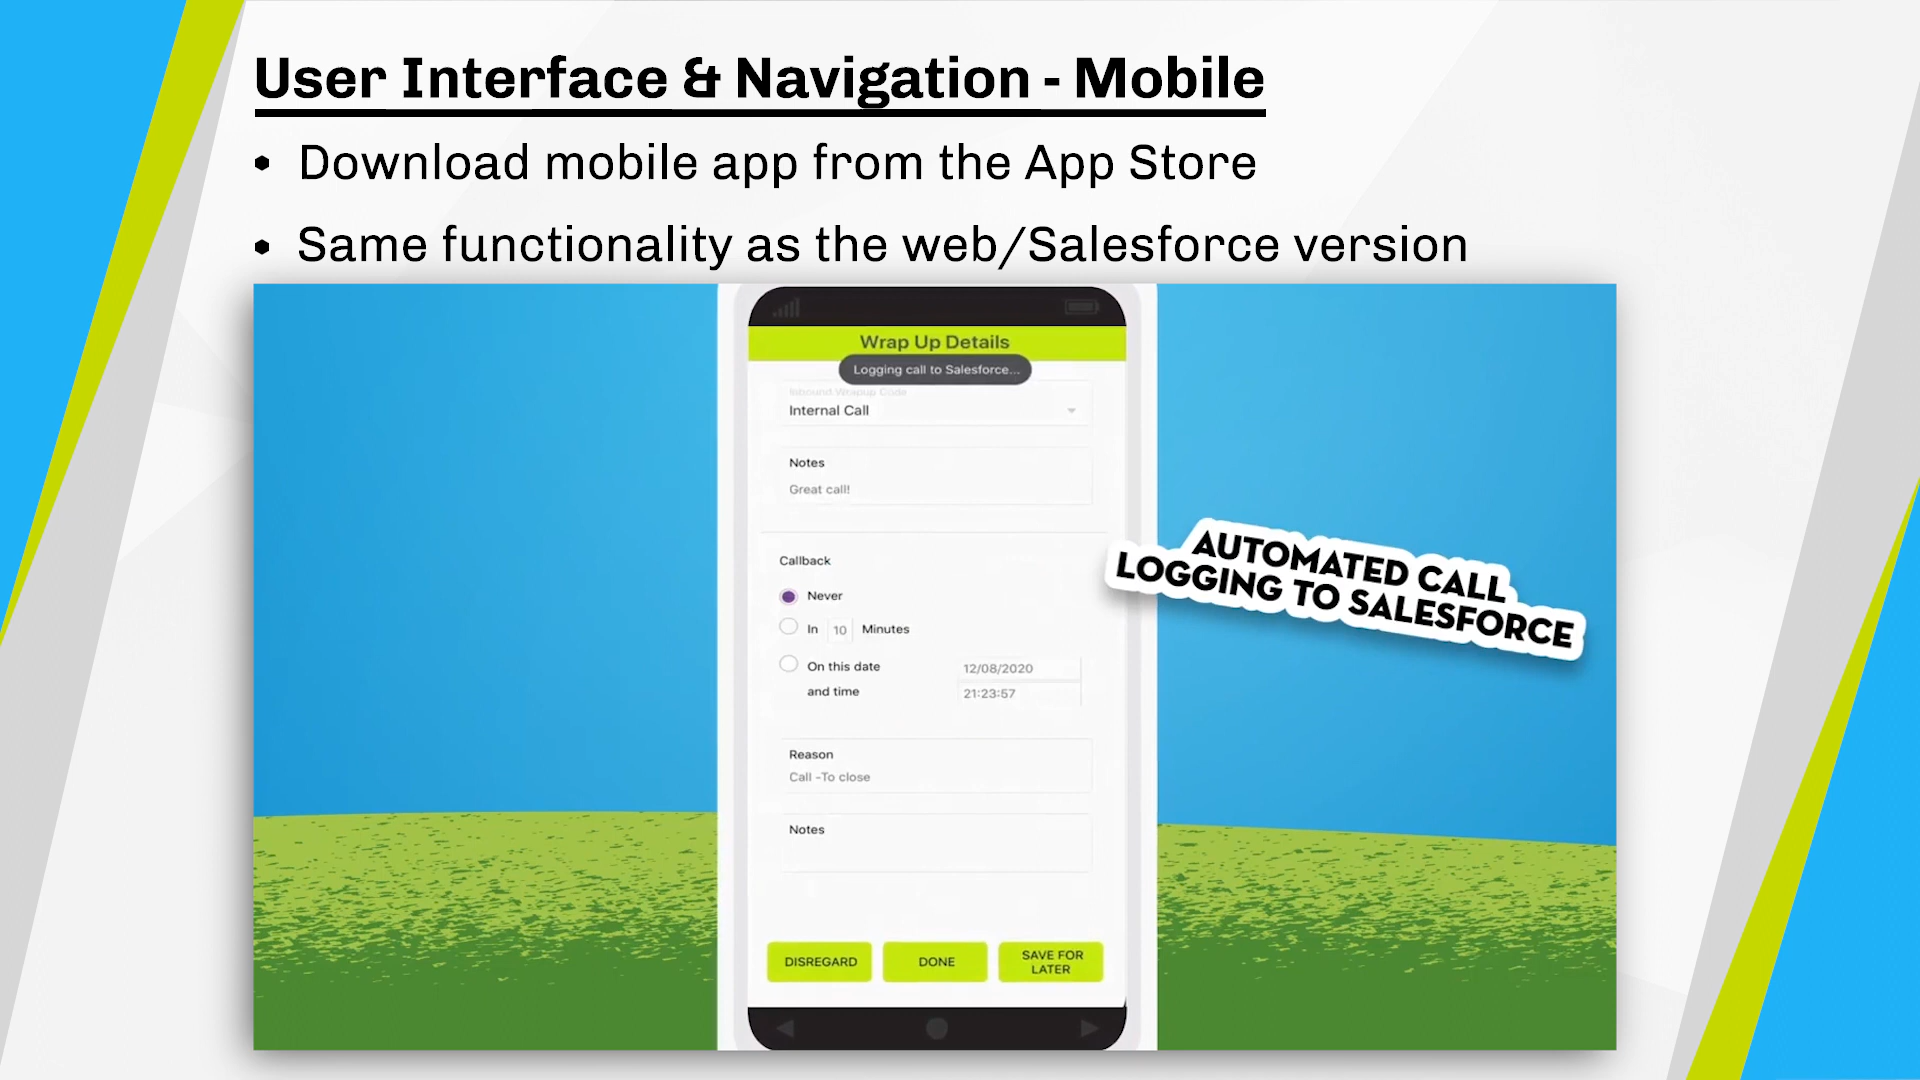 User Interface & Navigation - Mobile
• Download mobile app from the App Store
• Same functionality as the web/Salesforce version
Wrap Up Details
Logging call to Salesforce...
Inbound Wrapup Code
Internal Call
Notes
Great call!
Callback
Never
In 10 Minutes
On this date 12/08/2020
and time 21:23:57
Reason
Call -To close
Notes
DISREGARD
DONE
SAVE FOR
LATER
AUTOMATED CALL
LOGGING TO SALESFORCE